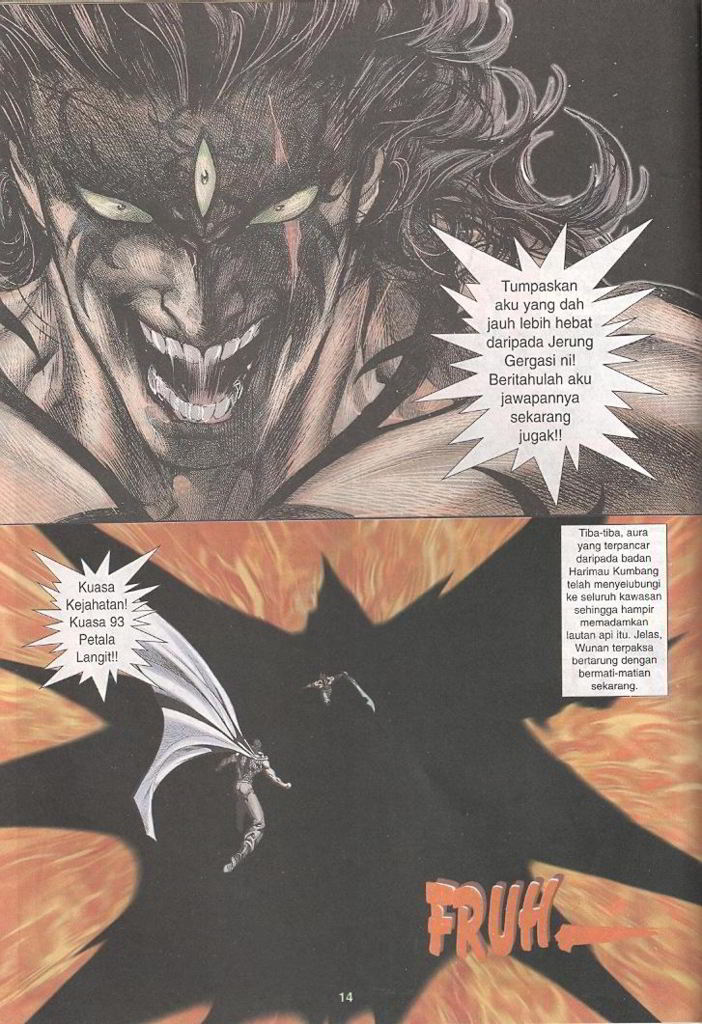 Tumpaskan
aku yang dah
jauh lebih hebat
daripada Jerung
Gergasi ni!
Beritahulah aku
jawapannya
sekarang
jugak!!
Kuasa
Kejahatan!
Kuasa 93
Petala
Langit!!
Tiba-tiba, aura
yang terpancar
daripada badan
Harimau Kumbang
telah menyelubungi
ke seluruh kawasan
sehingga hampir
memadamkan
lautan api itu. Jelas,
Wunan terpaksa
bertarung dengan
bermati-matian
sekarang.
FRUH
14